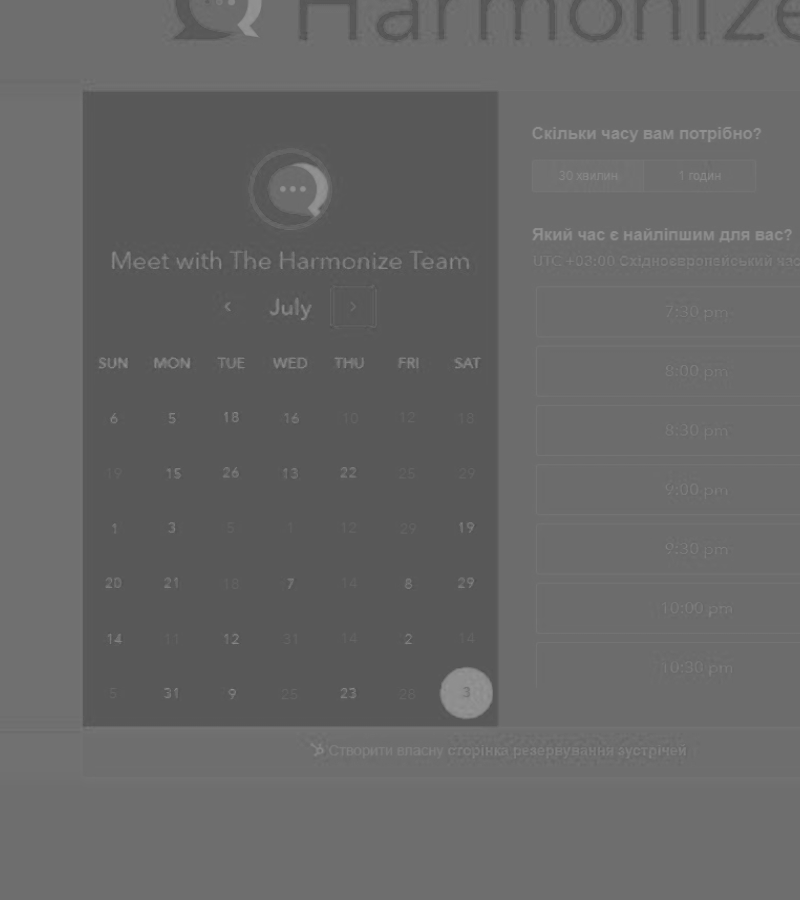 Harmonize
Meet with The Harmonize Team
July
SUN MON TUE WED THU FRI SAT
6 5 18 16 10 12 18
19 15 26 13 22 25 29
1 3 5 1 12 29 19
20 21 18 7 14 8 29
14 11 12 31 14 2 14
5 31 9 25 23 28 3
Скільки часу вам потрібно?
30 хвилин 1 годин
Який час є найліпшим для вас?
UTC +03:00 Східноєвропейський
7:30 pm
8:00 pm
8:30 pm
9:00 pm
9:30 pm
10:00 pm
10:30 pm
Створити власну сторінка резервування зустрічей